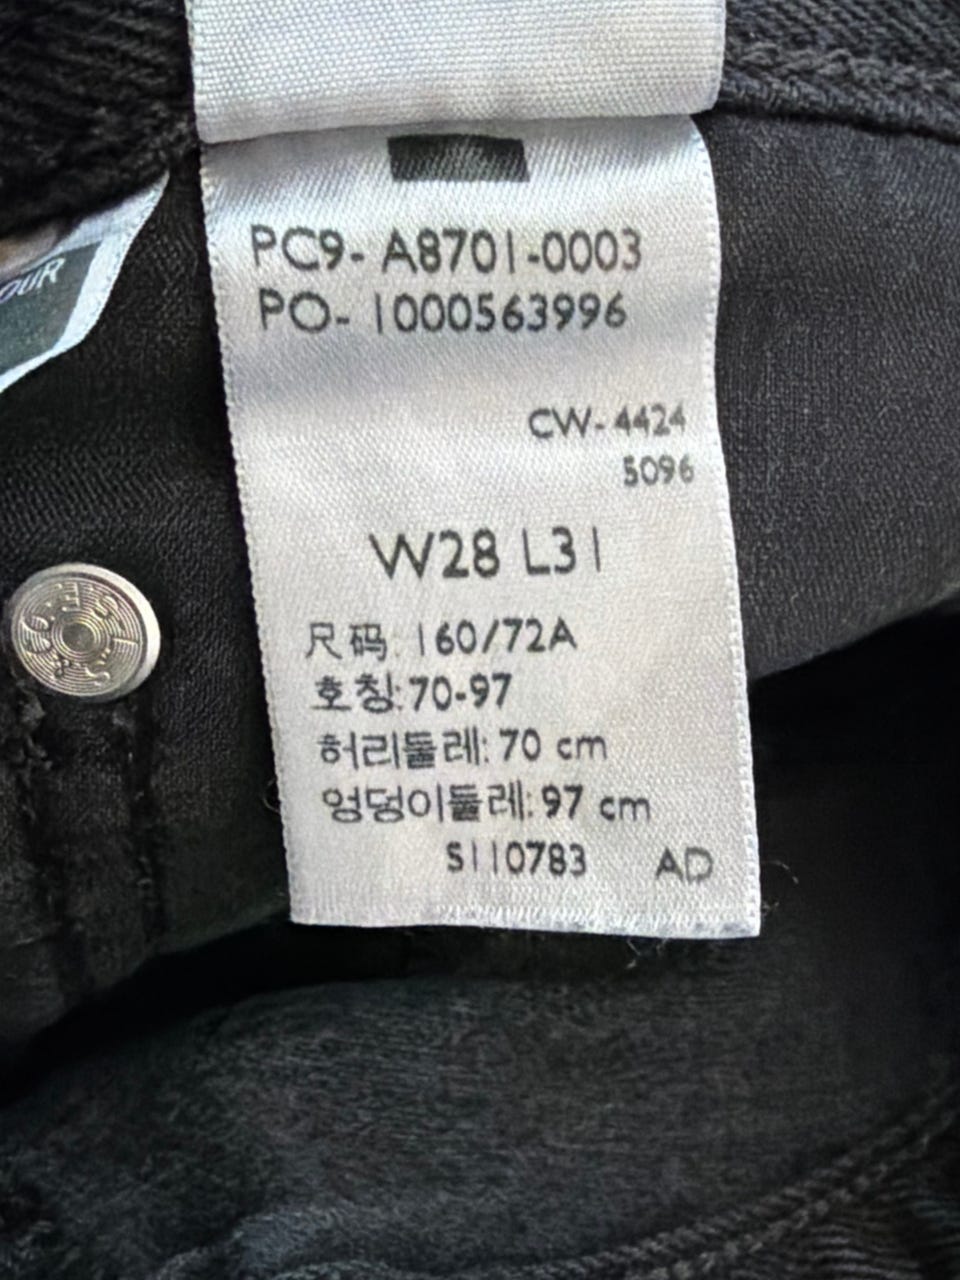 PC9- A8701-0003
PO- 1000563996
CW- 4424
5096
W28 L31
尺码: 160/72A
호칭: 70-97
허리둘레: 70 cm
엉덩이둘레: 97 cm
S110783 AD